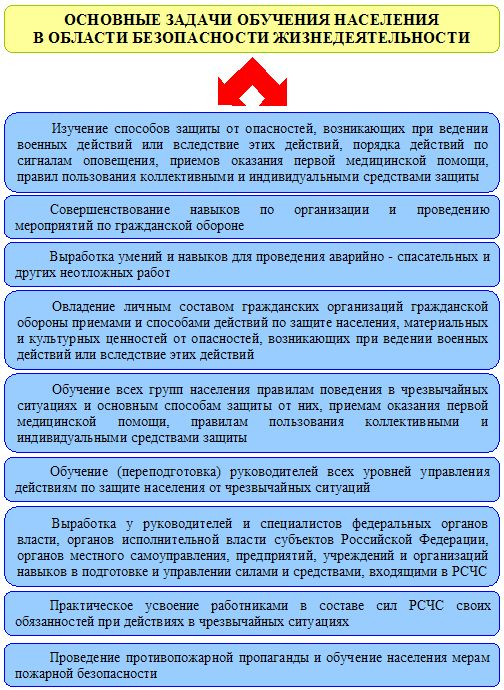 ОСНОВНЫЕ ЗАДАЧИ ОБУЧЕНИЯ НАСЕЛЕНИЯ
В ОБЛАСТИ БЕЗОПАСНОСТИ ЖИЗНЕДЕЯТЕЛЬНОСТИ
Изучение способов защиты от опасностей, возникающих при ведении
военных действий или вследствие этих действий, порядка действий по
сигналам оповещения, приемов оказания первой медицинской помощи,
правил пользования коллективными и индивидуальными средствами защиты
Совершенствование навыков по организации и проведению
мероприятий по гражданской обороне
Выработка умений и навыков для проведения аварийно - спасательных и
других неотложных работ
Овладение личным составом гражданских организаций гражданской
обороны приемами и способами действий по защите населения, материальных
и культурных ценностей от опасностей, возникающих при ведении военных
действий или вследствие этих действий
Обучение всех групп населения правилам поведения в чрезвычайных
ситуациях и основным способам защиты от них, приемам оказания первой
медицинской помощи, правилам пользования коллективными и
индивидуальными средствами защиты
Обучение (переподготовка) руководителей всех уровней управления
действиям по защите населения от чрезвычайных ситуаций
Выработка у руководителей и специалистов федеральных органов
власти, органов исполнительной власти субъектов Российской Федерации,
органов местного самоуправления, предприятий, учреждений и организаций
навыков в подготовке и управлении силами и средствами, входящими в РСЧС
Практическое усвоение работниками в составе сил РСЧС своих
обязанностей при действиях в чрезвычайных ситуациях
Проведение противопожарной пропаганды и обучение населения мерам
пожарной безопасности